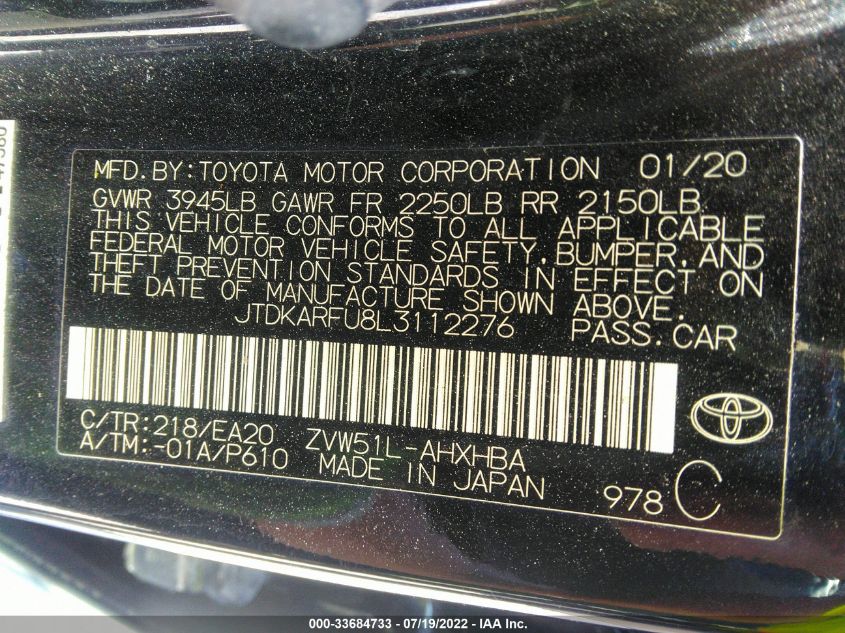 MFD.BY:TOYOTA MOTOR CORPORATION 01/20
GVWR 3945LB GAWR FR 2250LB RR 2150LB
THIS VEHICLE CONFORMS TO ALL APPLICABLE
FEDERAL MOTOR VEHICLE SAFETY,BUMPER,AND
THEFT PREVENTION STANDARDS IN EFFECT ON
THE DATE OF MANUFACTURE SHOWN ABOVE.
JTDKARFU8L3112276 PASS.CAR
C/TR:218/EA20 ZVW51L-AHXHBA
A/TM:-01A/P610 MADE IN JAPAN
978 C
000-33684733 - 07/19/2022 - IAA Inc.